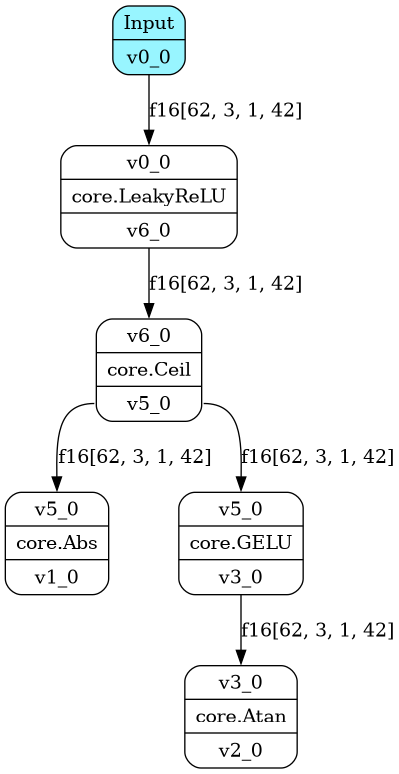 Input
v0_0
f16[62, 3, 1, 42]
v0_0
core.LeakyReLU
v6_0
f16[62, 3, 1, 42]
v6_0
core.Ceil
v5_0
f16[62, 3, 1, 42]
f16[62, 3, 1, 42]
v5_0
core.Abs
v1_0
v5_0
core.GELU
v3_0
f16[62, 3, 1, 42]
v3_0
core.Atan
v2_0